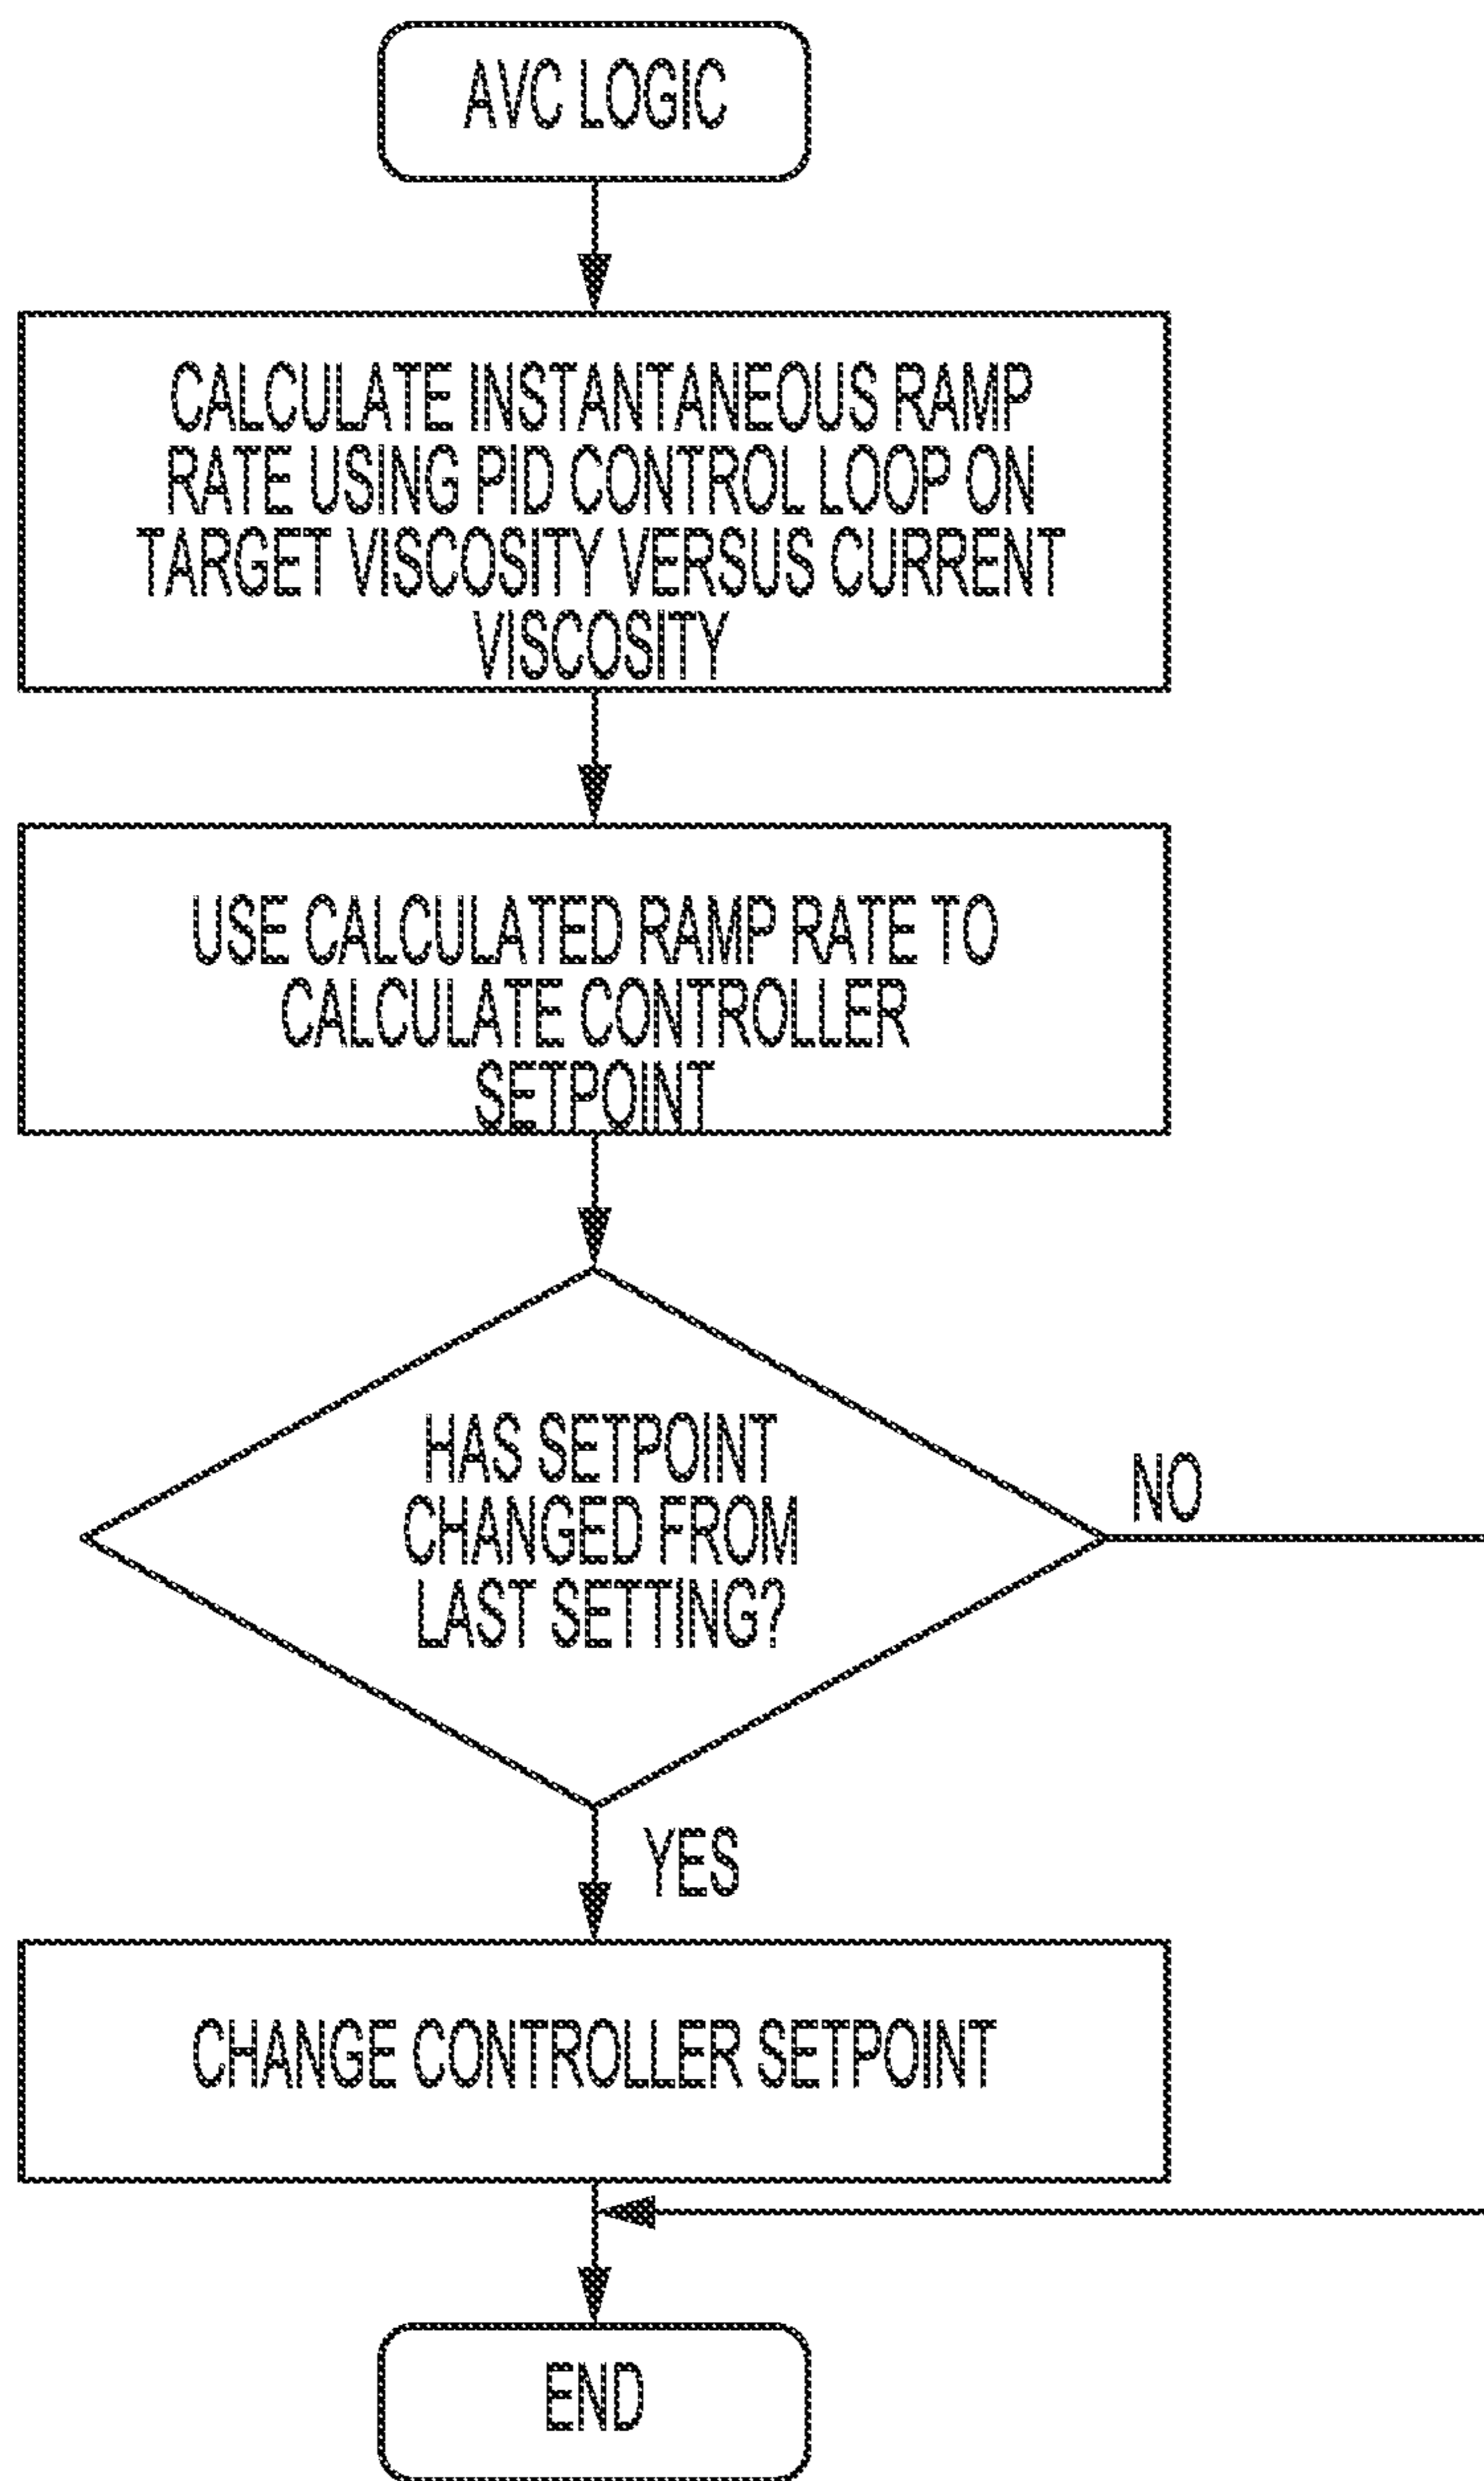 AVC LOGIC
CALCULATE INSTANTANEOUS RAMP
RATE USING PID CONTROL LOOP ON
TARGET VISCOSITY VERSUS CURRENT
VISCOSITY
USE CALCULATED RAMP RATE TO
CALCULATE CONTROLLER
SETPOINT
HAS SETPOINT
CHANGED FROM
LAST SETTING?
NO
YES
CHANGE CONTROLLER SETPOINT
END